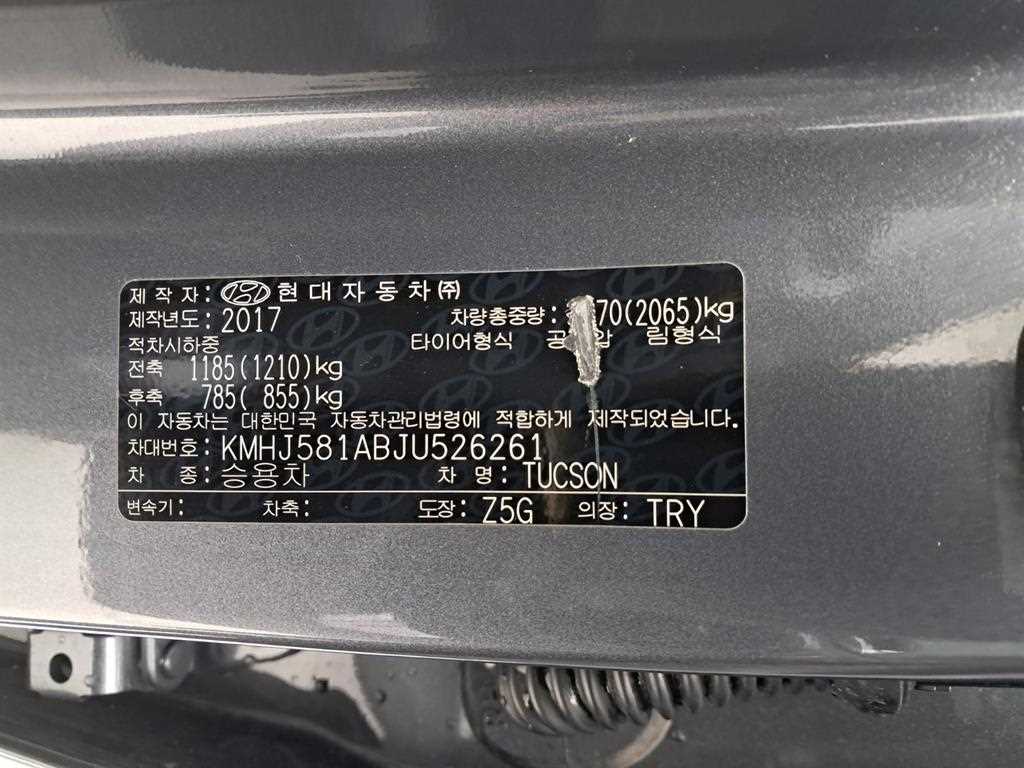 제 작 자: 현대자동차㈜
제작년도: 2017 차량총중량: 70(2065)kg
적차시하중 타이어형식 림형식
전축 1185(1210)kg
후축 785( 855)kg
이 자동차는 대한민국 자동차관리법령에 적합하게 제작되었습니다.
차대번호: KMHJ581ABJU526261
차 종: 승용차 차 명: TUCSON
변속기: 차축: 도장: Z5G 의장: TRY